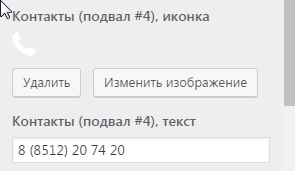 Контакты (подвал #4), иконка
Удалить Изменить изображение
Контакты (подвал #4), текст
8 (8512) 20 74 20